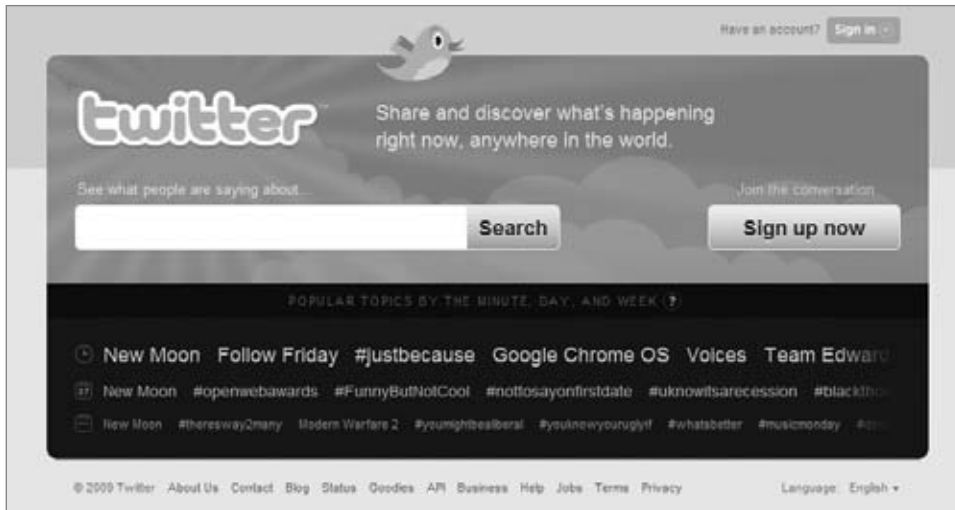 Have an account? Sign in
twitter™
Share and discover what's happening
right now, anywhere in the world.
See what people are saying about...
Search
Join the conversation
Sign up now
POPULAR TOPICS BY THE MINUTE, DAY, AND WEEK ?
New Moon Follow Friday #justbecause Google Chrome OS Voices Team Edward
New Moon #openwebawards #FunnyButNotCool #nottosayonfirstdate #uknowitsarecession
New Moon #theresway2many Modern Warfare 2 #youmightbealiberal #youknowyouruglyif #whatsbetter #musicmonday
© 2009 Twitter About Us Contact Blog Status Goodies API Business Help Jobs Terms Privacy Language: English